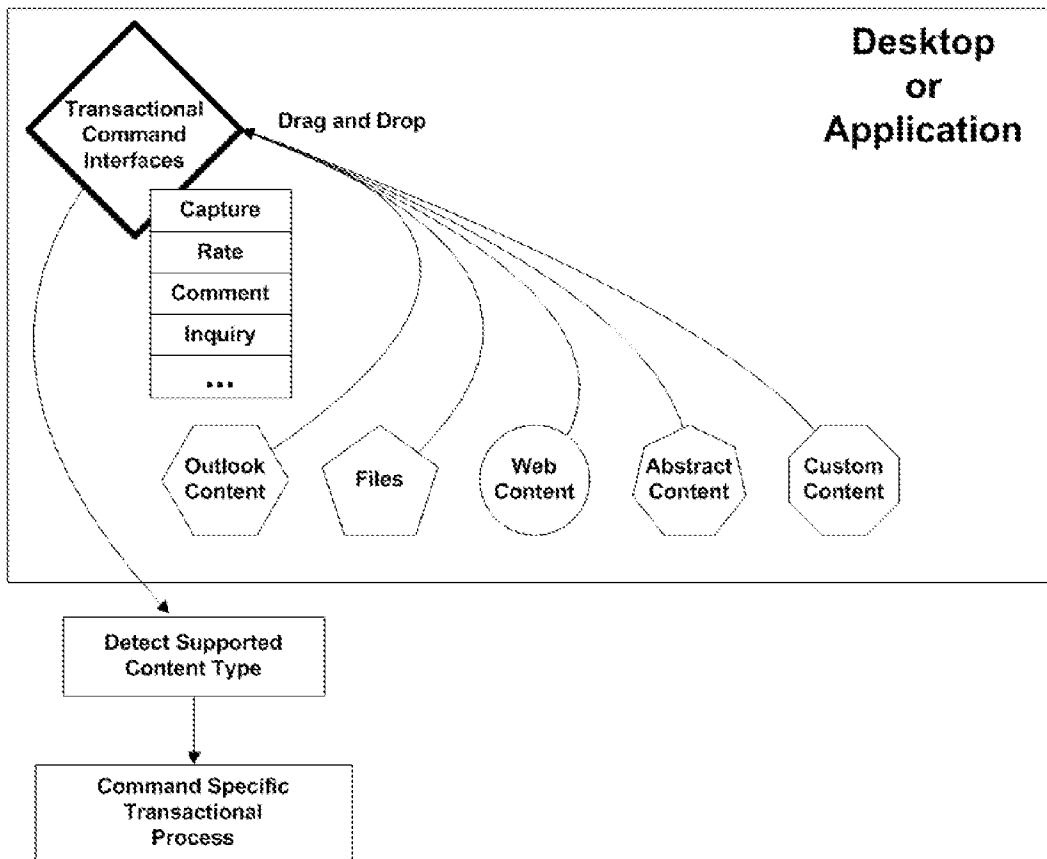 Desktop
or
Application
Transactional
Command
Interfaces
Drag and Drop
Capture
Rate
Comment
Inquiry
...
Outlook
Content
Files
Web
Content
Abstract
Content
Custom
Content
Detect Supported
Content Type
Command Specific
Transactional
Process